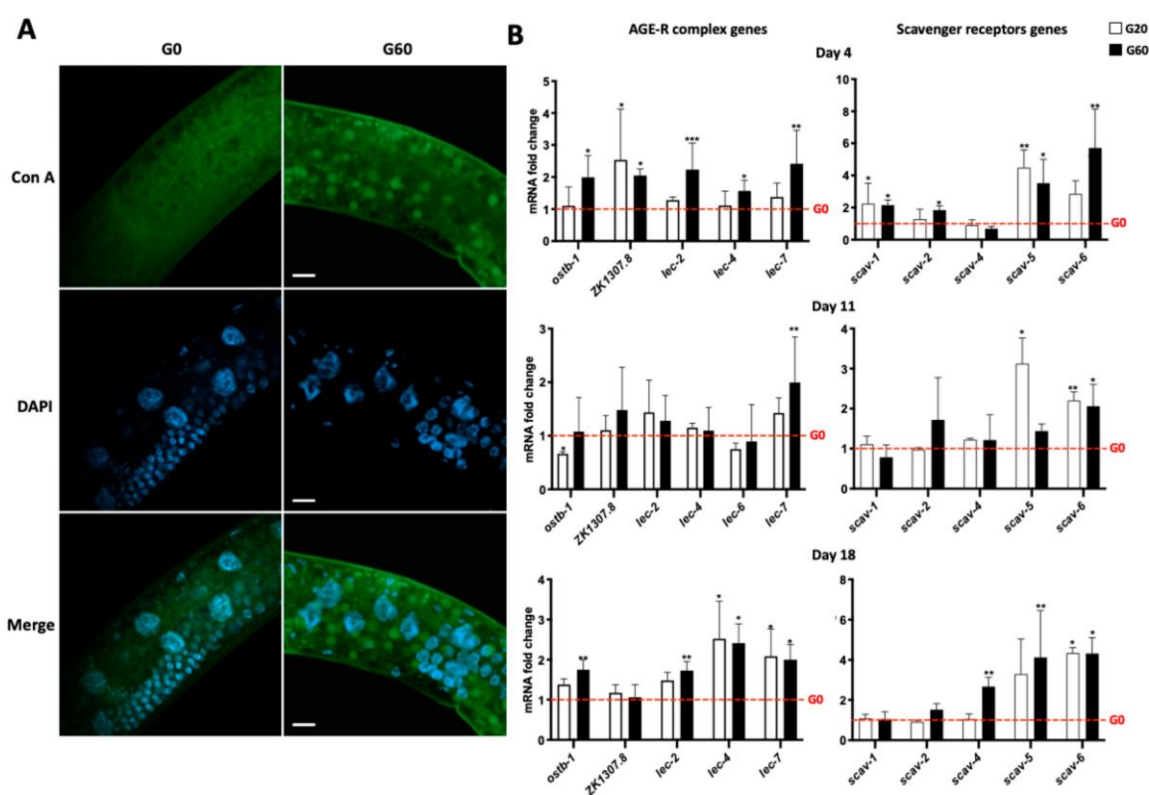 A
G0
G60
Con A
DAPI
Merge
B
AGE-R complex genes
Scavenger receptors genes
G20
G60
Day 4
mRNA fold change
5
4
3
2
1
0
*
*
*
***
*
**
G0
ostb-1
ZK1307.8
lec-2
lec-4
lec-7
10
8
6
4
2
0
*
*
*
**
*
**
G0
scav-1
scav-2
scav-4
scav-5
scav-6
Day 11
mRNA fold change
3
2
1
0
*
**
G0
ostb-1
ZK1307.8
lec-2
lec-4
lec-6
lec-7
4
3
2
1
0
*
**
*
G0
scav-1
scav-2
scav-4
scav-5
scav-6
Day 18
mRNA fold change
4
3
2
1
0
**
**
*
*
*
*
G0
ostb-1
ZK1307.8
lec-2
lec-4
lec-7
8
6
4
2
0
**
**
*
*
G0
scav-1
scav-2
scav-4
scav-5
scav-6